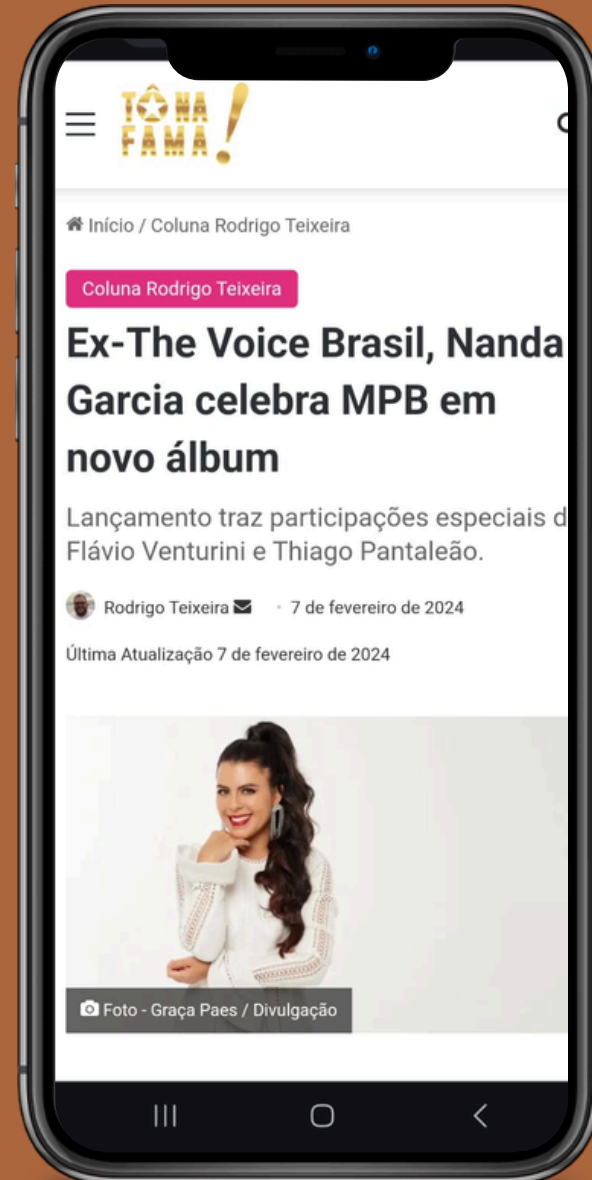 TÔ NA
FAMA!
Início / Coluna Rodrigo Teixeira
Coluna Rodrigo Teixeira
Ex-The Voice Brasil, Nanda
Garcia celebra MPB em
novo álbum
Lançamento traz participações especiais d
Flávio Venturini e Thiago Pantaleão.
Rodrigo Teixeira 7 de fevereiro de 2024
Última Atualização 7 de fevereiro de 2024
Foto - Graça Paes / Divulgação